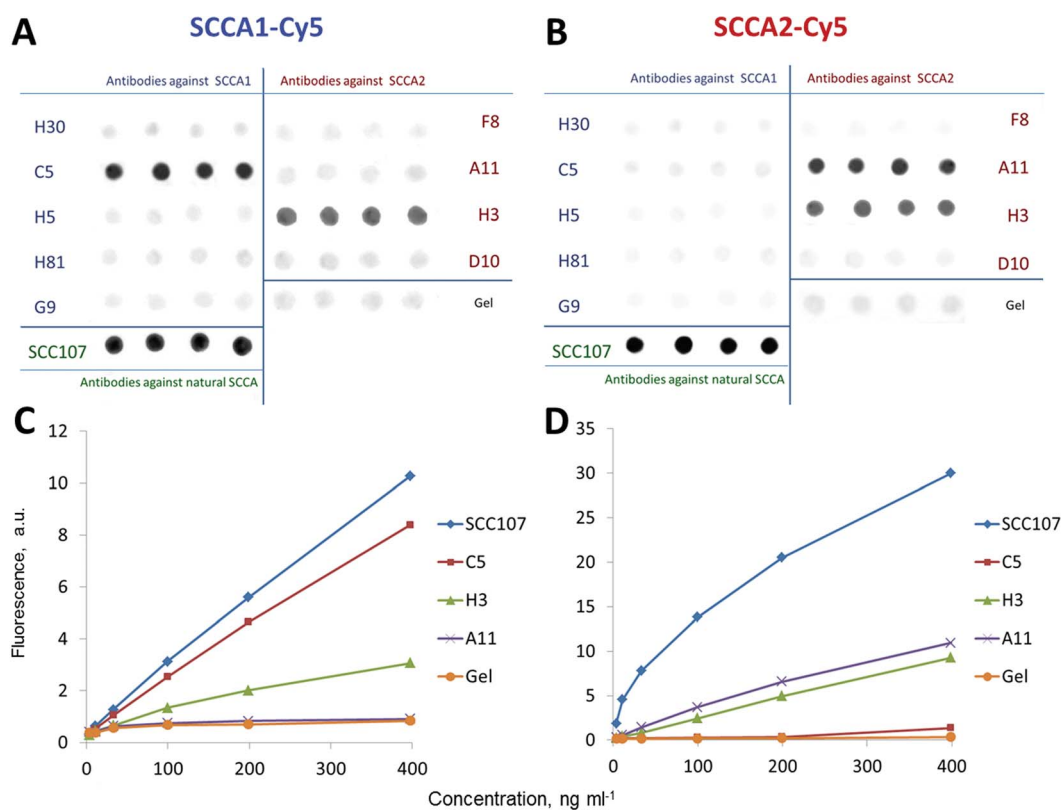 A
SCCA1-Cy5
Antibodies against SCCA1
Antibodies against SCCA2
H30
F8
C5
A11
H5
H3
H81
D10
G9
Gel
SCC107
Antibodies against natural SCCA
B
SCCA2-Cy5
Antibodies against SCCA1
Antibodies against SCCA2
H30
F8
C5
A11
H5
H3
H81
D10
G9
Gel
SCC107
Antibodies against natural SCCA
C
12
10
8
6
4
2
0
0
100
200
300
400
Fluorescence, a.u.
SCC107
C5
H3
A11
Gel
D
35
30
25
20
15
10
5
0
0
100
200
300
400
SCC107
C5
H3
A11
Gel
Concentration, ng ml-1